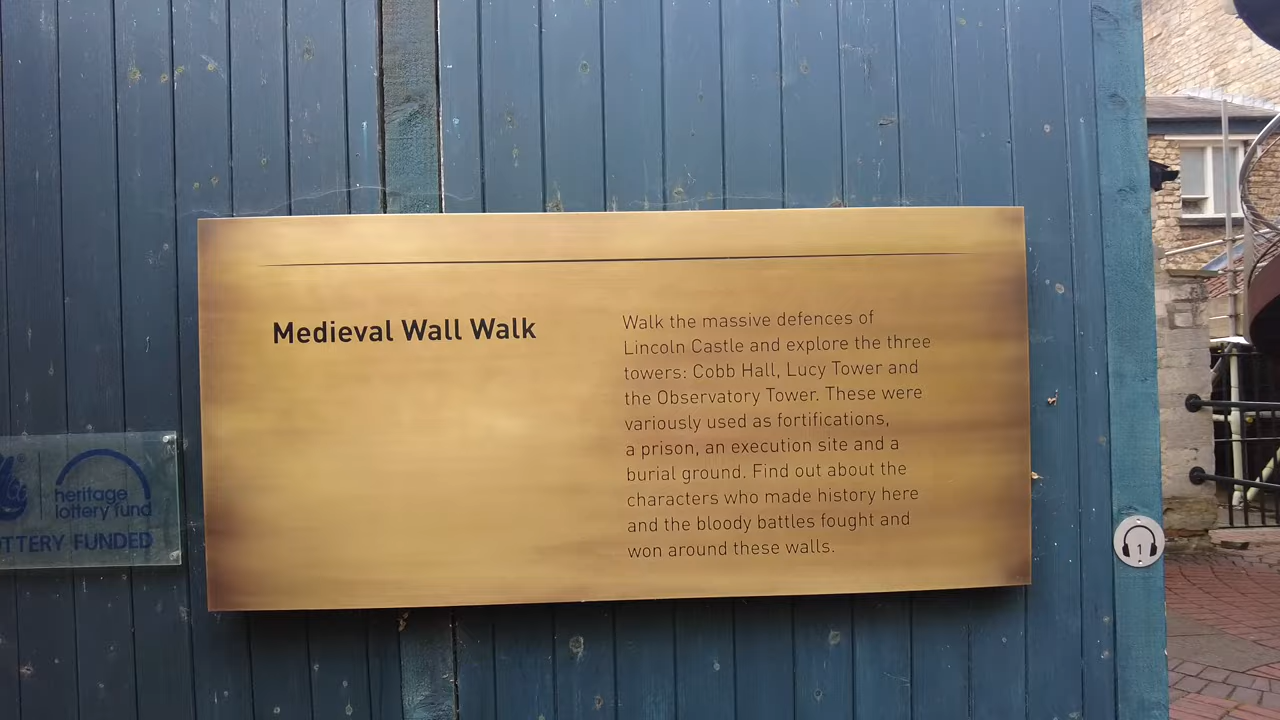 Medieval Wall Walk
Walk the massive defences of
Lincoln Castle and explore the three
towers: Cobb Hall, Lucy Tower and
the Observatory Tower. These were
variously used as fortifications,
a prison, an execution site and a
burial ground. Find out about the
characters who made history here
and the bloody battles fought and
won around these walls.
heritage
lottery fund
FUNDED
1